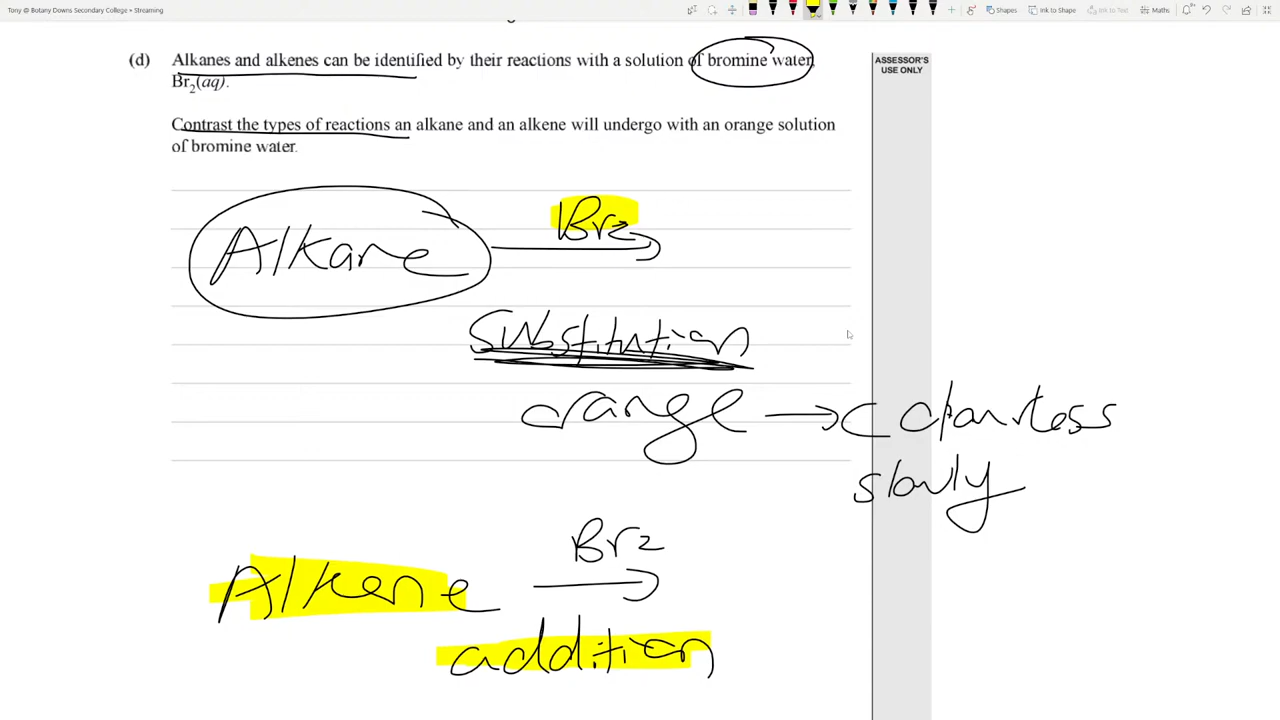 Tony @ Botany Downs Secondary College • Streaming
Shapes Ink to Shape Ink to Text Maths
(d) Alkanes and alkenes can be identified by their reactions with a solution of bromine water,
Br2(aq).
ASSESSOR'S
USE ONLY
Contrast the types of reactions an alkane and an alkene will undergo with an orange solution
of bromine water.
Alkane Br2
substitution
orange → colourless
slowly
Alkene Br2
addition